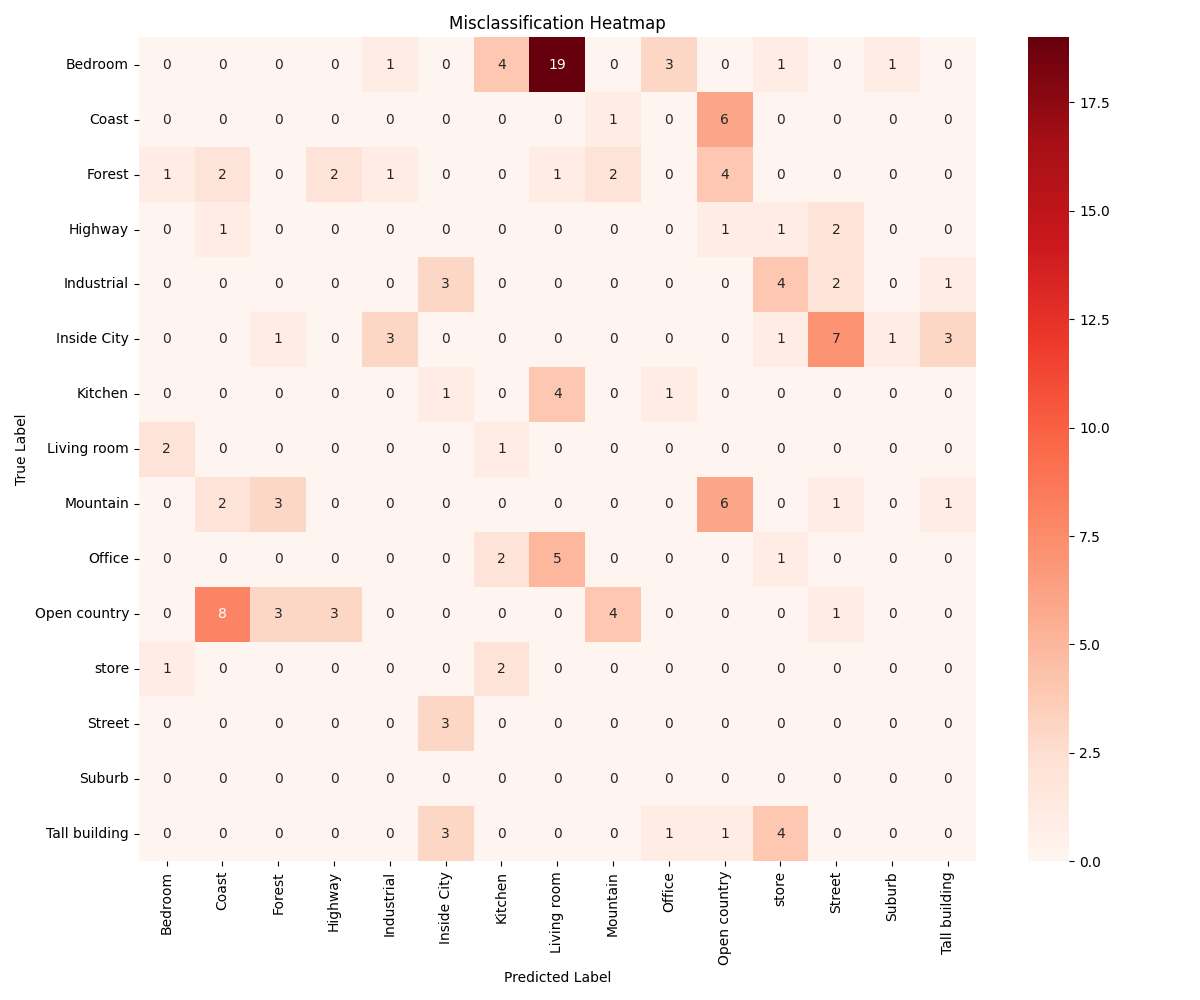 Misclassification Heatmap
Bedroom 0 0 0 0 1 0 4 19 0 3 0 1 0 1 0
Coast 0 0 0 0 0 0 0 0 1 0 6 0 0 0 0
Forest 1 2 0 2 1 0 0 1 2 0 4 0 0 0 0
Highway 0 1 0 0 0 0 0 0 0 0 1 1 2 0 0
Industrial 0 0 0 0 0 3 0 0 0 0 0 4 2 0 1
Inside City 0 0 1 0 3 0 0 0 0 0 0 1 7 1 3
Kitchen 0 0 0 0 0 1 0 4 0 1 0 0 0 0 0
Living room 2 0 0 0 0 0 1 0 0 0 0 0 0 0 0
Mountain 0 2 3 0 0 0 0 0 0 0 6 0 1 0 1
Office 0 0 0 0 0 0 2 5 0 0 0 1 0 0 0
Open country 0 8 3 3 0 0 0 0 4 0 0 0 1 0 0
store 1 0 0 0 0 0 2 0 0 0 0 0 0 0 0
Street 0 0 0 0 0 3 0 0 0 0 0 0 0 0 0
Suburb 0 0 0 0 0 0 0 0 0 0 0 0 0 0 0
Tall building 0 0 0 0 0 3 0 0 0 1 1 4 0 0 0
True Label
Bedroom Coast Forest Highway Industrial Inside City Kitchen Living room Mountain Office Open country store Street Suburb Tall building
Predicted Label
17.5
15.0
12.5
10.0
7.5
5.0
2.5
0.0